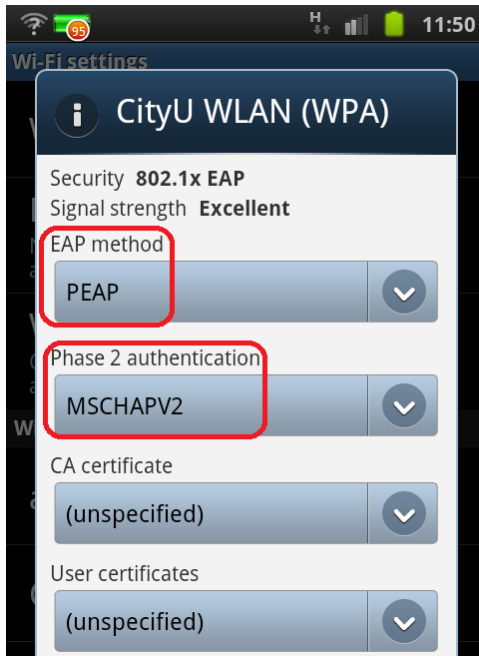 95
H
11:50
Wi-Fi settings
CityU WLAN (WPA)
Security 802.1x EAP
Signal strength Excellent
EAP method
PEAP
Phase 2 authentication
MSCHAPV2
CA certificate
(unspecified)
User certificates
(unspecified)